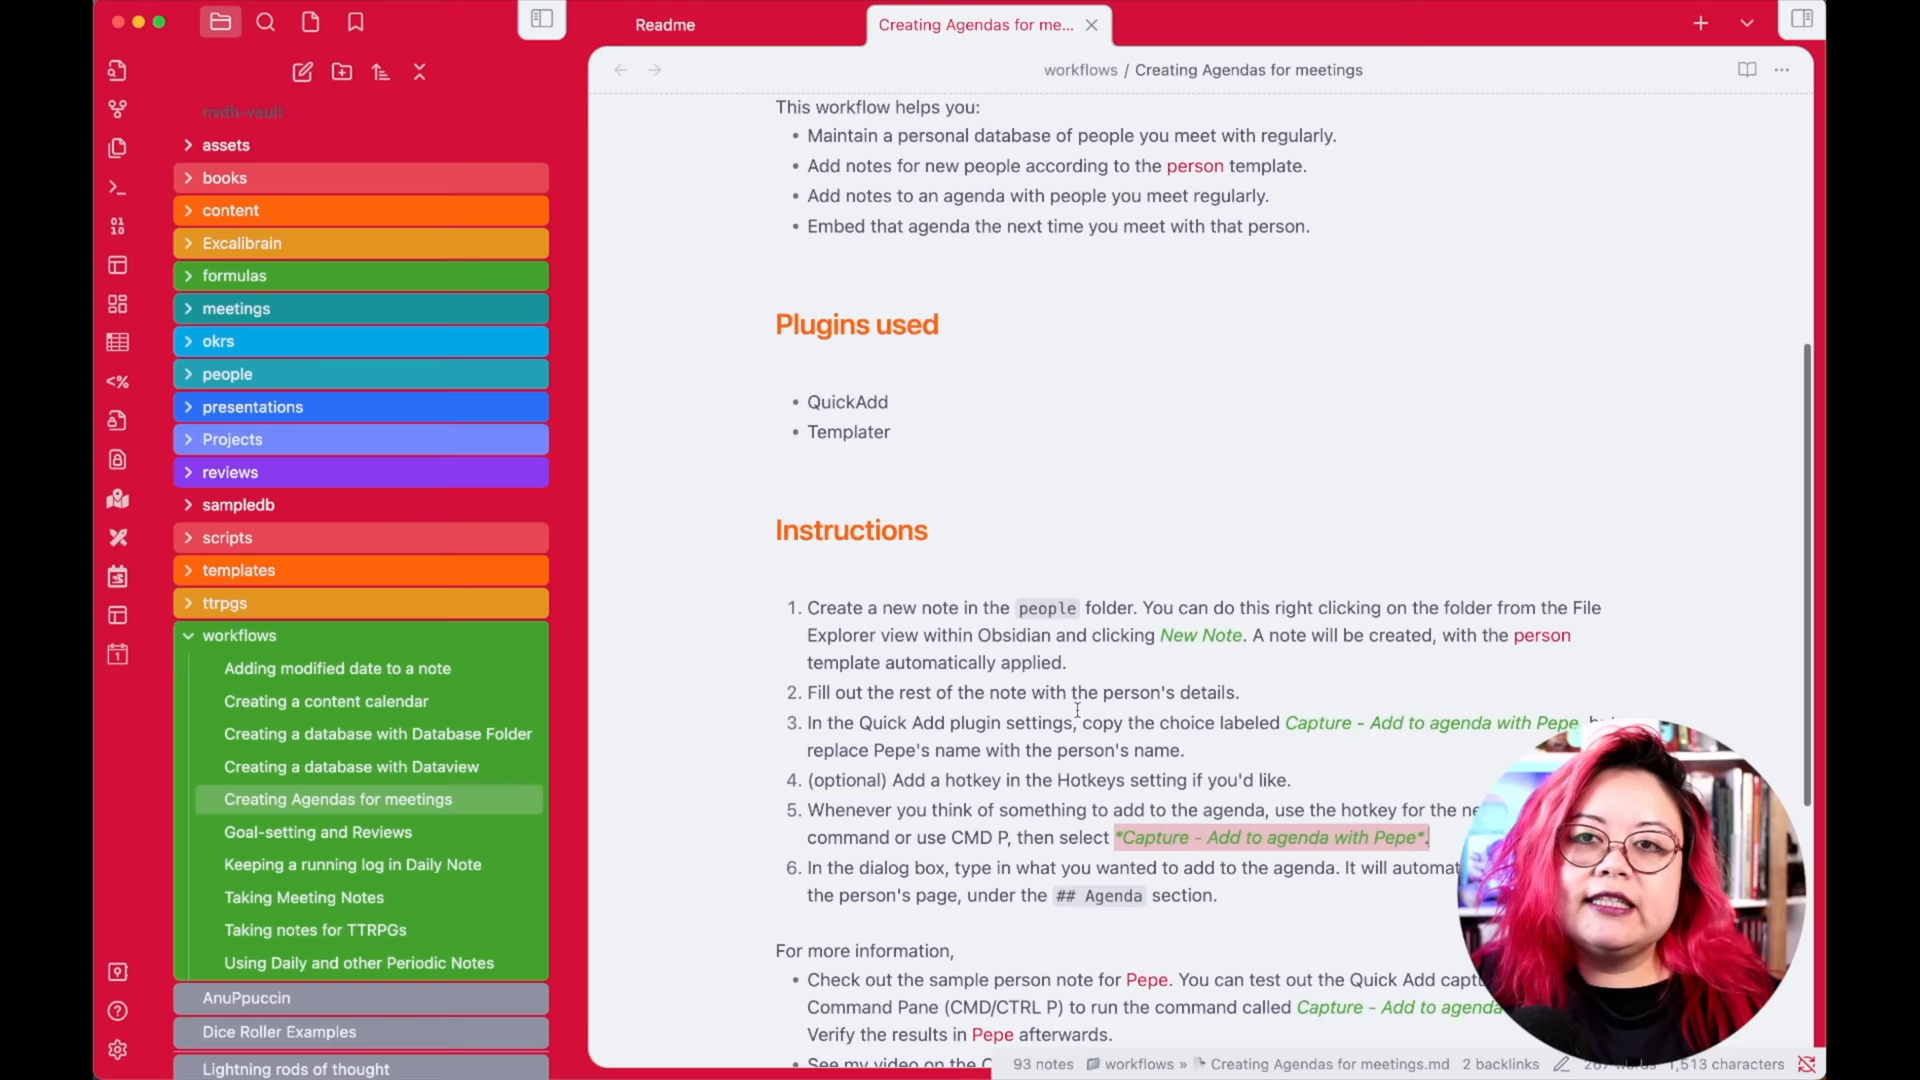 Readme
Creating Agendas for me...
workflows / Creating Agendas for meetings
nvdh-vault
assets
books
content
Excalibrain
formulas
meetings
okrs
people
presentations
Projects
reviews
sampledb
scripts
templates
ttrpgs
workflows
Adding modified date to a note
Creating a content calendar
Creating a database with Database Folder
Creating a database with Dataview
Creating Agendas for meetings
Goal-setting and Reviews
Keeping a running log in Daily Note
Taking Meeting Notes
Taking notes for TTRPGs
Using Daily and other Periodic Notes
AnuPpuccin
Dice Roller Examples
Lightning rods of thought
This workflow helps you:
• Maintain a personal database of people you meet with regularly.
• Add notes for new people according to the person template.
• Add notes to an agenda with people you meet regularly.
• Embed that agenda the next time you meet with that person.
Plugins used
• QuickAdd
• Templater
Instructions
1. Create a new note in the people folder. You can do this right clicking on the folder from the File
Explorer view within Obsidian and clicking New Note. A note will be created, with the person
template automatically applied.
2. Fill out the rest of the note with the person's details.
3. In the Quick Add plugin settings, copy the choice labeled Capture - Add to agenda with Pepe,
replace Pepe's name with the person's name.
4. (optional) Add a hotkey in the Hotkeys setting if you'd like.
5. Whenever you think of something to add to the agenda, use the hotkey for the
command or use CMD P, then select *Capture - Add to agenda with Pepe*.
6. In the dialog box, type in what you wanted to add to the agenda. It will
the person's page, under the ## Agenda section.
For more information,
• Check out the sample person note for Pepe. You can test out the Quick Add
Command Pane (CMD/CTRL P) to run the command called Capture - Add to agenda
Verify the results in Pepe afterwards.
• See my video on the
93 notes workflows » Creating Agendas for meetings.md 2 backlinks 267 words 1,513 characters